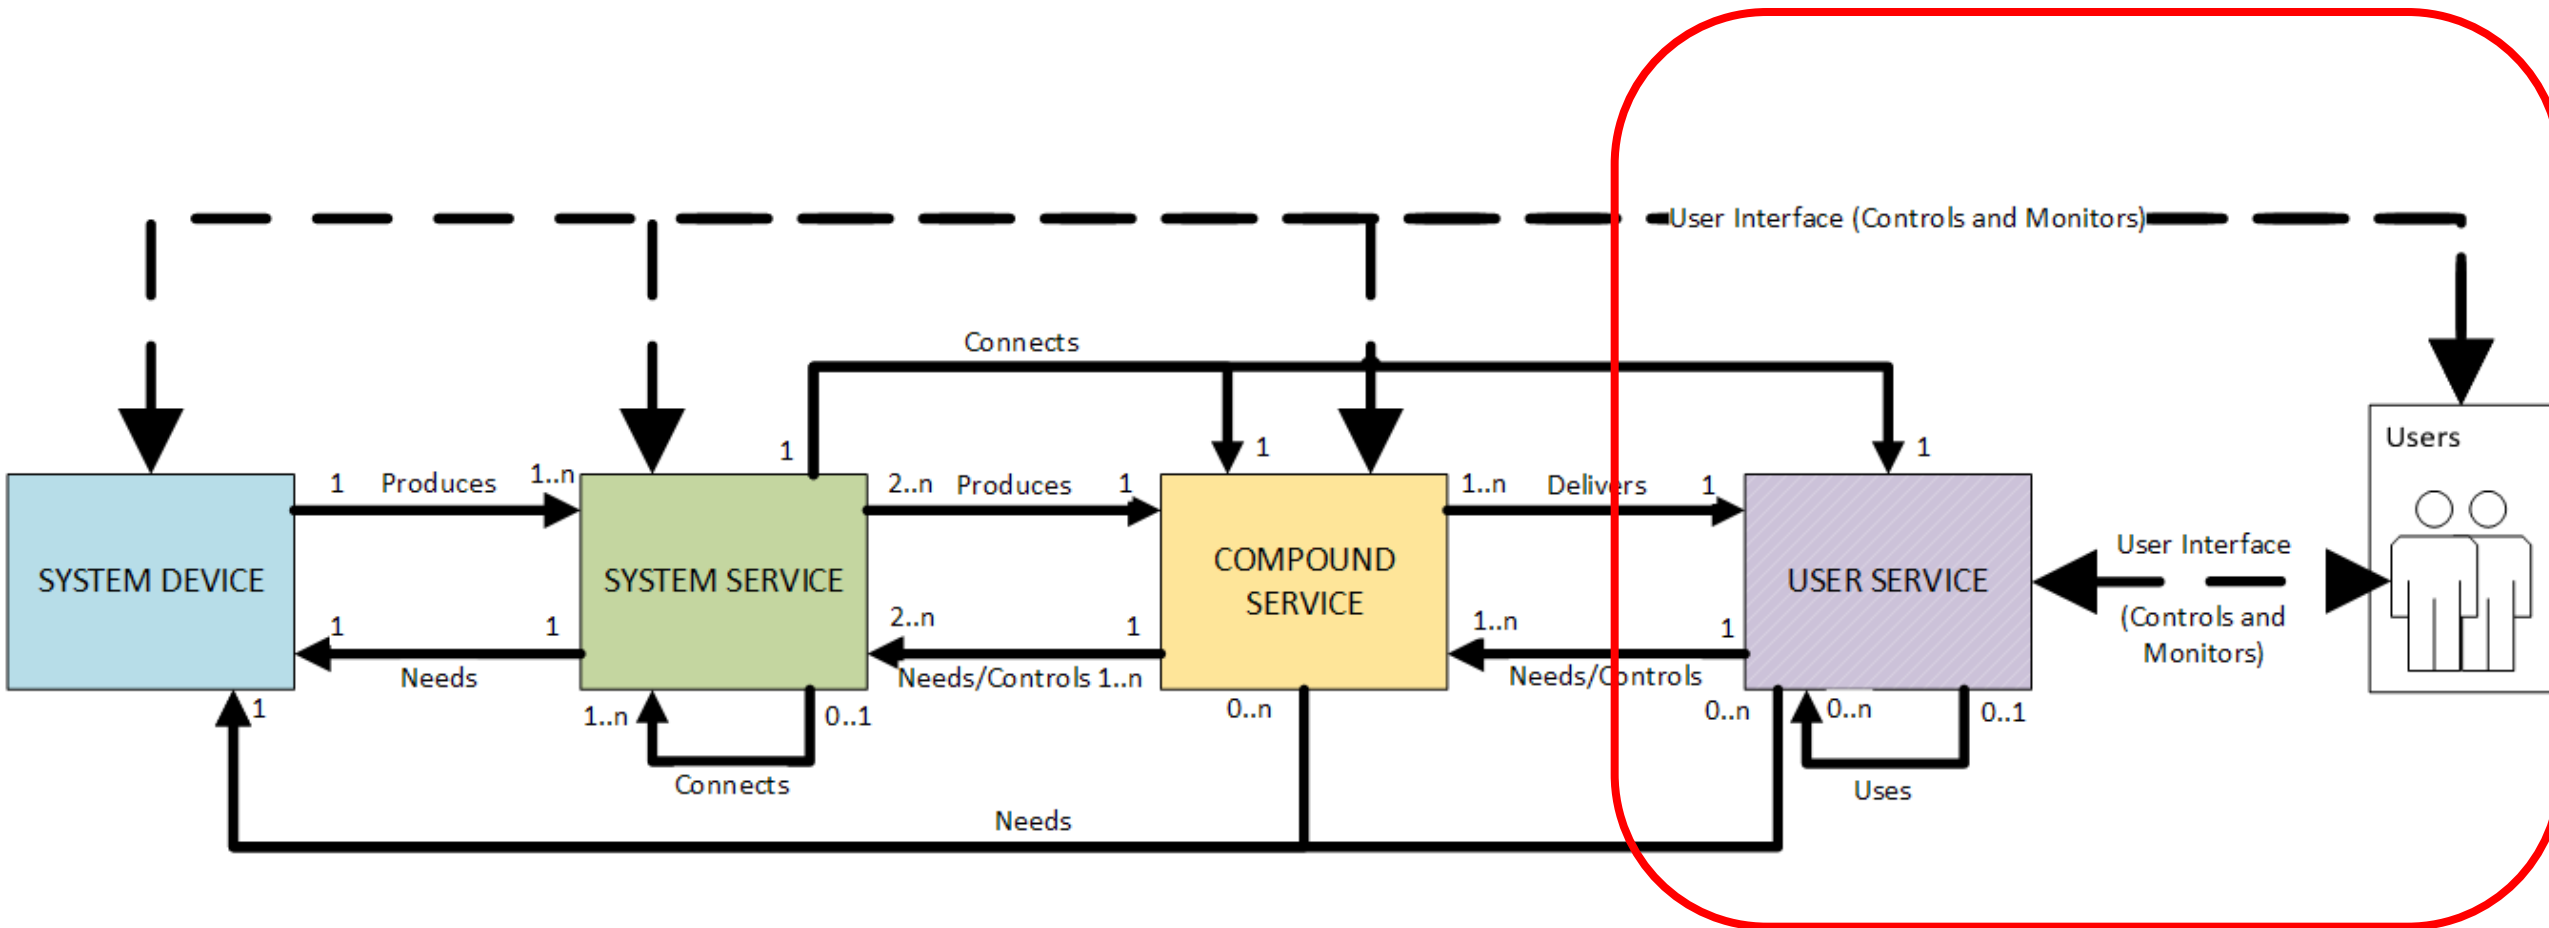 User Interface (Controls and Monitors)
Connects
Users
1
1
1
1
Produces
1..n
2..n
Produces
1
1..n
Delivers
1
SYSTEM DEVICE
SYSTEM SERVICE
COMPOUND
SERVICE
USER SERVICE
User Interface
(Controls and
Monitors)
1
1
Needs
2..n
1
Needs/Controls 1..n
1..n
1
Needs/Controls
1
1..n
0..1
0..n
0..n
0..n
0..1
Connects
Uses
Needs